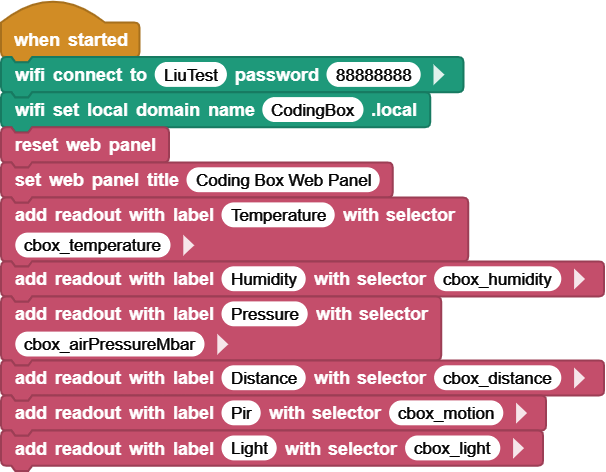 when started
wifi connect to LiuTest password 88888888
wifi set local domain name CodingBox .local
reset web panel
set web panel title Coding Box Web Panel
add readout with label Temperature with selector
cbox_temperature
add readout with label Humidity with selector cbox_humidity
add readout with label Pressure with selector
cbox_airPressureMbar
add readout with label Distance with selector cbox_distance
add readout with label Pir with selector cbox_motion
add readout with label Light with selector cbox_light